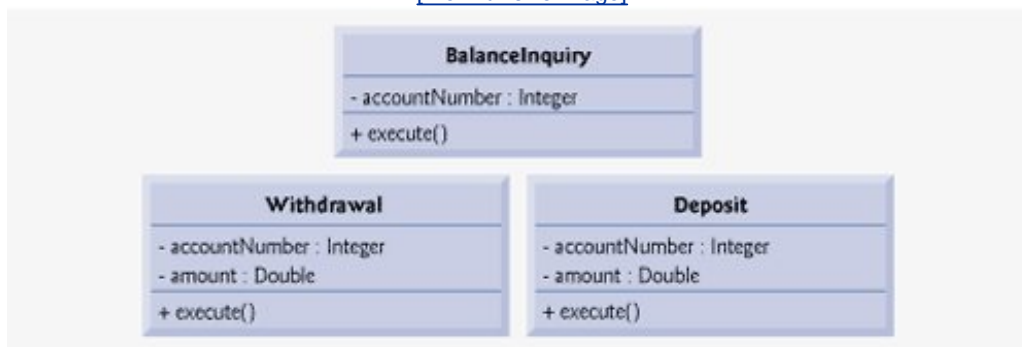 BalanceInquiry
- accountNumber : Integer
+ execute()
Withdrawal
- accountNumber : Integer
- amount : Double
+ execute()
Deposit
- accountNumber : Integer
- amount : Double
+ execute()